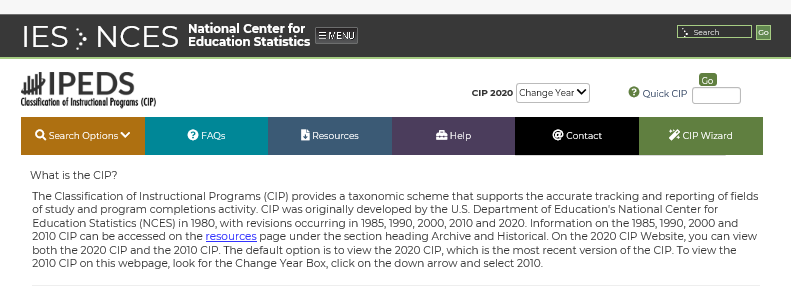 IES NCES National Center for Education Statistics MENU Search Go
IPEDS
Classification of Instructional Programs (CIP)
CIP 2020 Change Year Quick CIP Go
Search Options FAQs Resources Help Contact CIP Wizard
What is the CIP?
The Classification of Instructional Programs (CIP) provides a taxonomic scheme that supports the accurate tracking and reporting of fields
of study and program completions activity. CIP was originally developed by the U.S. Department of Education's National Center for
Education Statistics (NCES) in 1980, with revisions occurring in 1985, 1990, 2000, 2010 and 2020. Information on the 1985, 1990, 2000 and
2010 CIP can be accessed on the resources page under the section heading Archive and Historical. On the 2020 CIP Website, you can view
both the 2020 CIP and the 2010 CIP. The default option is to view the 2020 CIP, which is the most recent version of the CIP. To view the
2010 CIP on this webpage, look for the Change Year Box, click on the down arrow and select 2010.